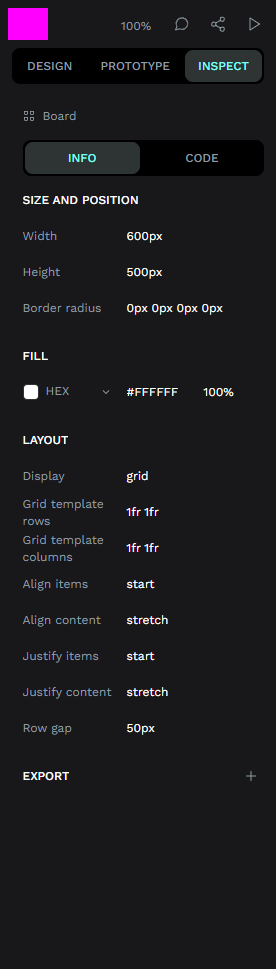 100%
DESIGN PROTOTYPE INSPECT
Board
INFO CODE
SIZE AND POSITION
Width 600px
Height 500px
Border radius 0px 0px 0px 0px
FILL
HEX #FFFFFF 100%
LAYOUT
Display grid
Grid template rows 1fr 1fr
Grid template columns 1fr 1fr
Align items start
Align content stretch
Justify items start
Justify content stretch
Row gap 50px
EXPORT